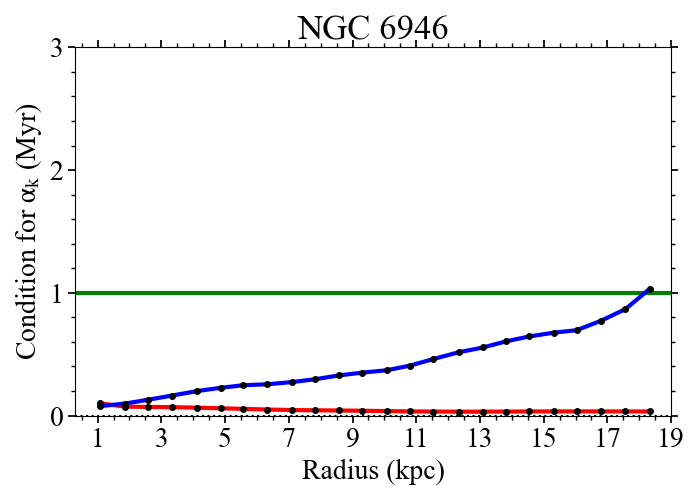 NGC 6946
Condition for αk (Myr)
3
2
1
0
1 3 5 7 9 11 13 15 17 19
Radius (kpc)